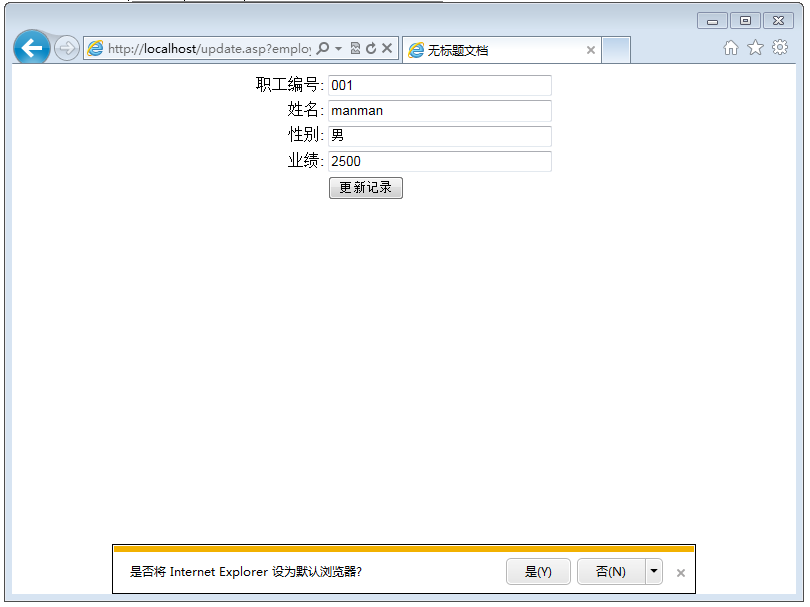 http://localhost/update.asp?employ
无标题文档
职工编号: 001
姓名: manman
性别: 男
业绩: 2500
更新记录
是否将 Internet Explorer 设为默认浏览器?
是(Y)
否(N)